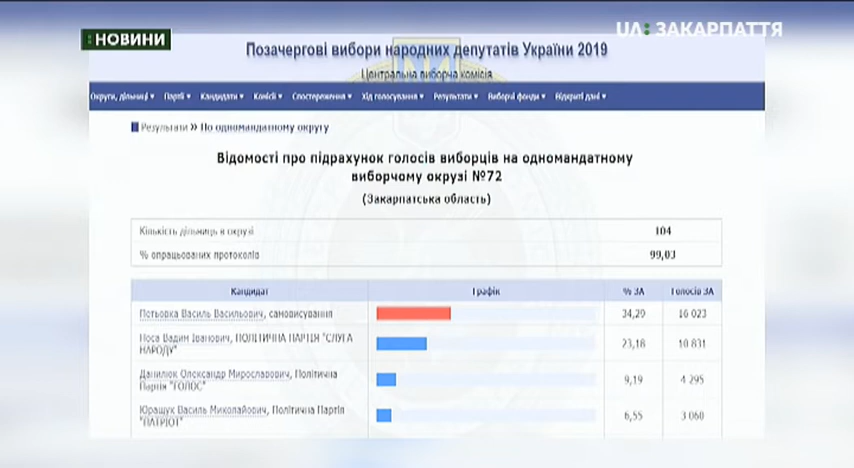 :НОВИНИ
UA: ЗАКАРПАТТЯ
Позачергові вибори народних депутатів України 2019
Центральна виборча комісія
Округи, дільниці Партії Кандидати Комісії Спостереження Хід голосування Результати Виборчі фонди Відкриті дані
Результати » По одномандатному округу
Відомості про підрахунок голосів виборців на одномандатному
виборчому окрузі №72
(Закарпатська область)
Кількість дільниць в окрузі 104
% опрацьованих протоколів 99,03
Кандидат Графік % ЗА Голосів ЗА
Петьовка Василь Васильович, самовисування 34,29 16 023
Носа Вадим Іванович, ПОЛІТИЧНА ПАРТІЯ "СЛУГА
НАРОДУ" 23,18 10 831
Данилюк Олександр Мирославович, Політична
Партія "ГОЛОС" 9,19 4 295
Юращук Василь Миколайович, Політична Партія
"ПАТРІОТ" 6,55 3 060